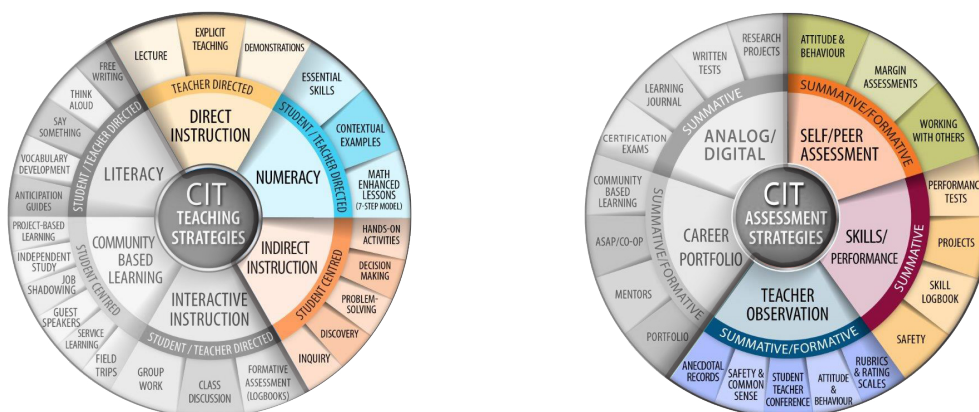 CIT
TEACHING
STRATEGIES
TEACHER DIRECTED
DIRECT
INSTRUCTION
LECTURE
EXPLICIT
TEACHING
DEMONSTRATIONS
STUDENT / TEACHER DIRECTED
NUMERACY
ESSENTIAL
SKILLS
CONTEXTUAL
EXAMPLES
MATH
ENHANCED
LESSONS
(7-STEP MODEL)
STUDENT CENTRED
INDIRECT
INSTRUCTION
HANDS-ON
ACTIVITIES
DECISION
MAKING
PROBLEM-
SOLVING
DISCOVERY
INQUIRY
STUDENT / TEACHER DIRECTED
INTERACTIVE
INSTRUCTION
FORMATIVE
ASSESSMENT
(LOGBOOKS)
CLASS
DISCUSSION
GROUP
WORK
STUDENT CENTRED
COMMUNITY
BASED
LEARNING
FIELD
TRIPS
SERVICE
LEARNING
GUEST
SPEAKERS
JOB
SHADOWING
INDEPENDENT
STUDY
PROJECT-BASED
LEARNING
STUDENT / TEACHER DIRECTED
LITERACY
ANTICIPATION
GUIDES
VOCABULARY
DEVELOPMENT
SAY
SOMETHING
THINK
ALOUD
FREE
WRITING
CIT
ASSESSMENT
STRATEGIES
SUMMATIVE/FORMATIVE
SELF/PEER
ASSESSMENT
ATTITUDE &
BEHAVIOUR
MARGIN
ASSESSMENTS
WORKING
WITH OTHERS
SUMMATIVE
SKILLS/
PERFORMANCE
PERFORMANCE
TESTS
PROJECTS
SKILL
LOGBOOK
SAFETY
SUMMATIVE/FORMATIVE
TEACHER
OBSERVATION
RUBRICS
& RATING
SCALES
ATTITUDE &
BEHAVIOUR
STUDENT
TEACHER
CONFERENCE
SAFETY &
COMMON
SENSE
ANECDOTAL
RECORDS
SUMMATIVE/FORMATIVE
CAREER
PORTFOLIO
PORTFOLIO
MENTORS
ASAP/CO-OP
COMMUNITY
BASED
LEARNING
SUMMATIVE
ANALOG/
DIGITAL
CERTIFICATION
EXAMS
LEARNING
JOURNAL
WRITTEN
TESTS
RESEARCH
PROJECTS